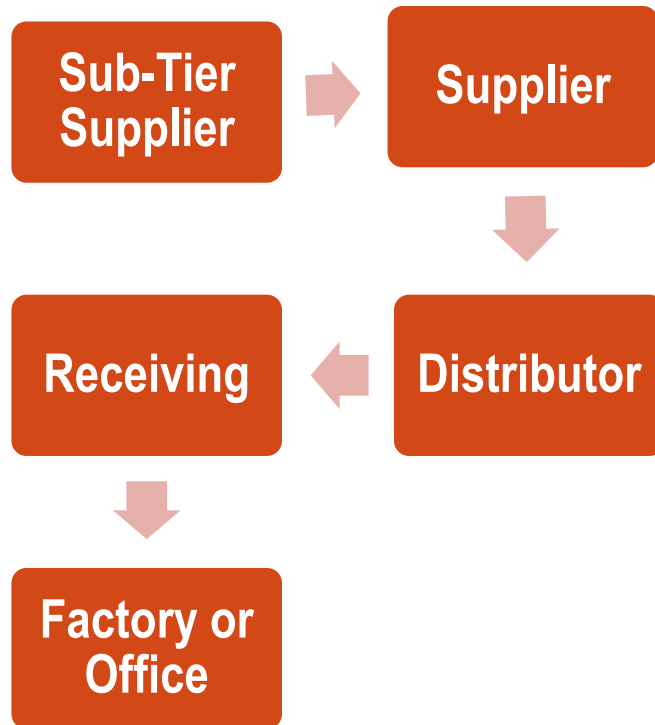 Sub-Tier
Supplier
Supplier
Distributor
Receiving
Factory or
Office